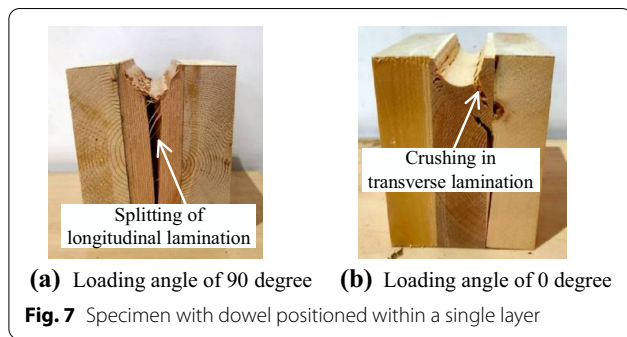 Splitting of
longitudinal lamination
Crushing in
transverse lamination
(a) Loading angle of 90 degree
(b) Loading angle of 0 degree
Fig. 7 Specimen with dowel positioned within a single layer